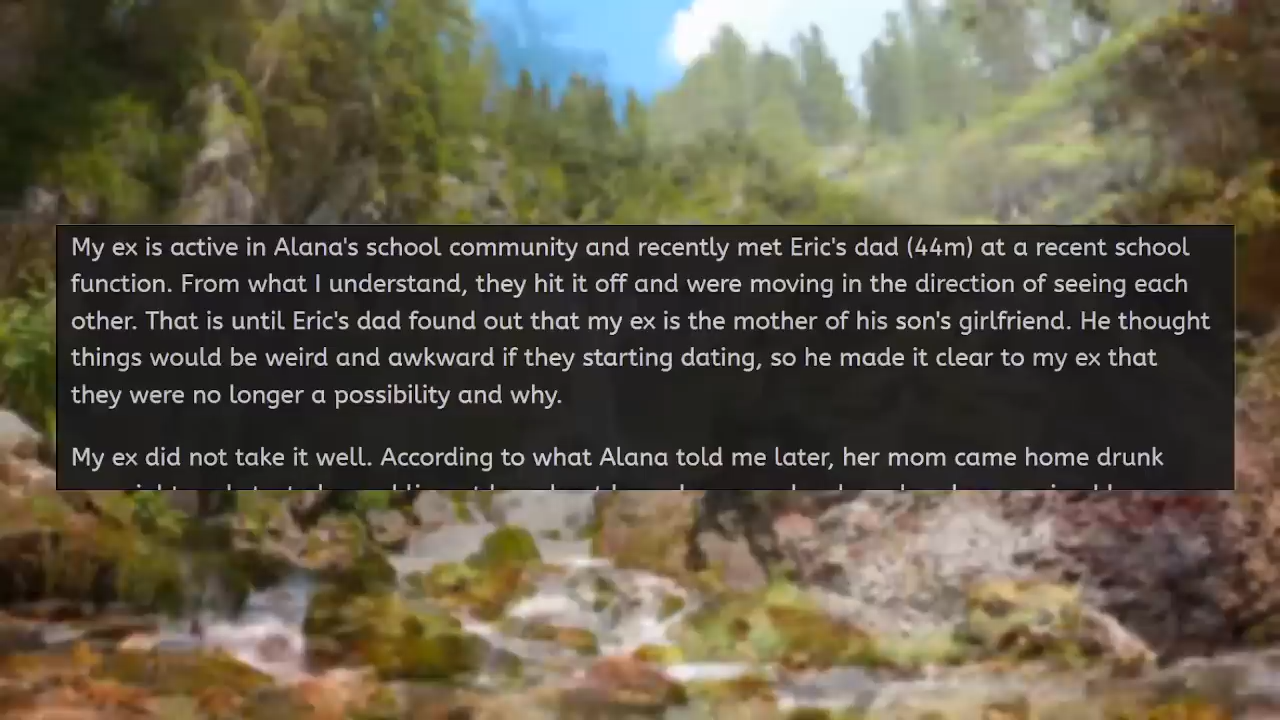 My ex is active in Alana's school community and recently met Eric's dad (44m) at a recent school
function. From what I understand, they hit it off and were moving in the direction of seeing each
other. That is until Eric's dad found out that my ex is the mother of his son's girlfriend. He thought
things would be weird and awkward if they starting dating, so he made it clear to my ex that
they were no longer a possibility and why.
My ex did not take it well. According to what Alana told me later, her mom came home drunk